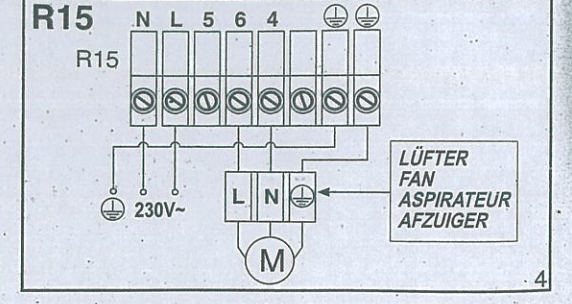 R15 N L 5 6 4
R15
230V~
L N
LÜFTER
FAN
ASPIRATEUR
AFZUIGER
M
4